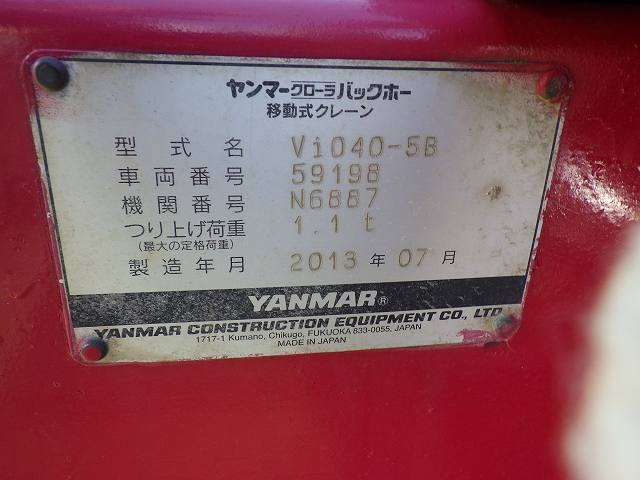 ヤンマークローラバックホー
移動式クレーン
型式名 Vi040-5B
車両番号 59198
機関番号 N6887
つり上げ荷重 1.1 t
(最大の定格荷重)
製造年月 2013 年 07 月
YANMAR®
YANMAR CONSTRUCTION EQUIPMENT CO., LTD.
1717-1 Kumano, Chikugo, FUKUOKA 833-0055, JAPAN
MADE IN JAPAN